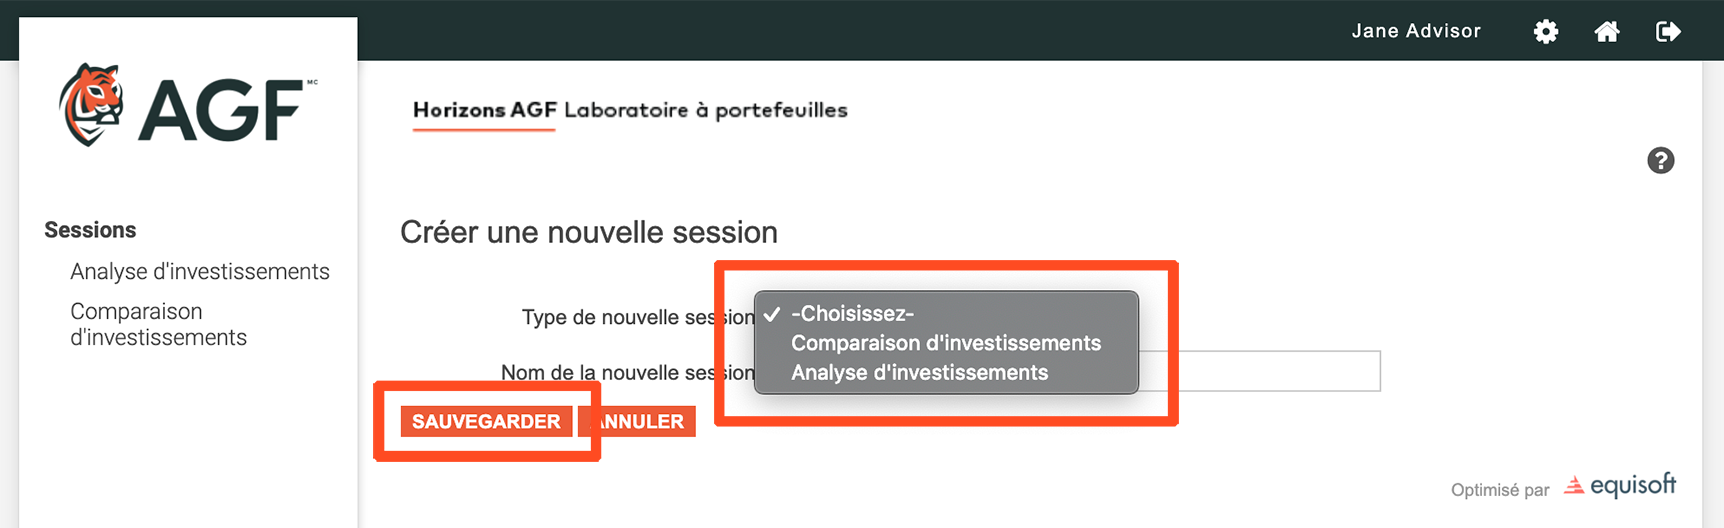 Jane Advisor
AGF MC
Horizons AGF Laboratoire à portefeuilles
?
Sessions
Analyse d'investissements
Comparaison
d'investissements
Créer une nouvelle session
Type de nouvelle session
-Choisissez-
Comparaison d'investissements
Analyse d'investissements
Nom de la nouvelle session
SAUVEGARDER
ANNULER
Optimisé par equisoft